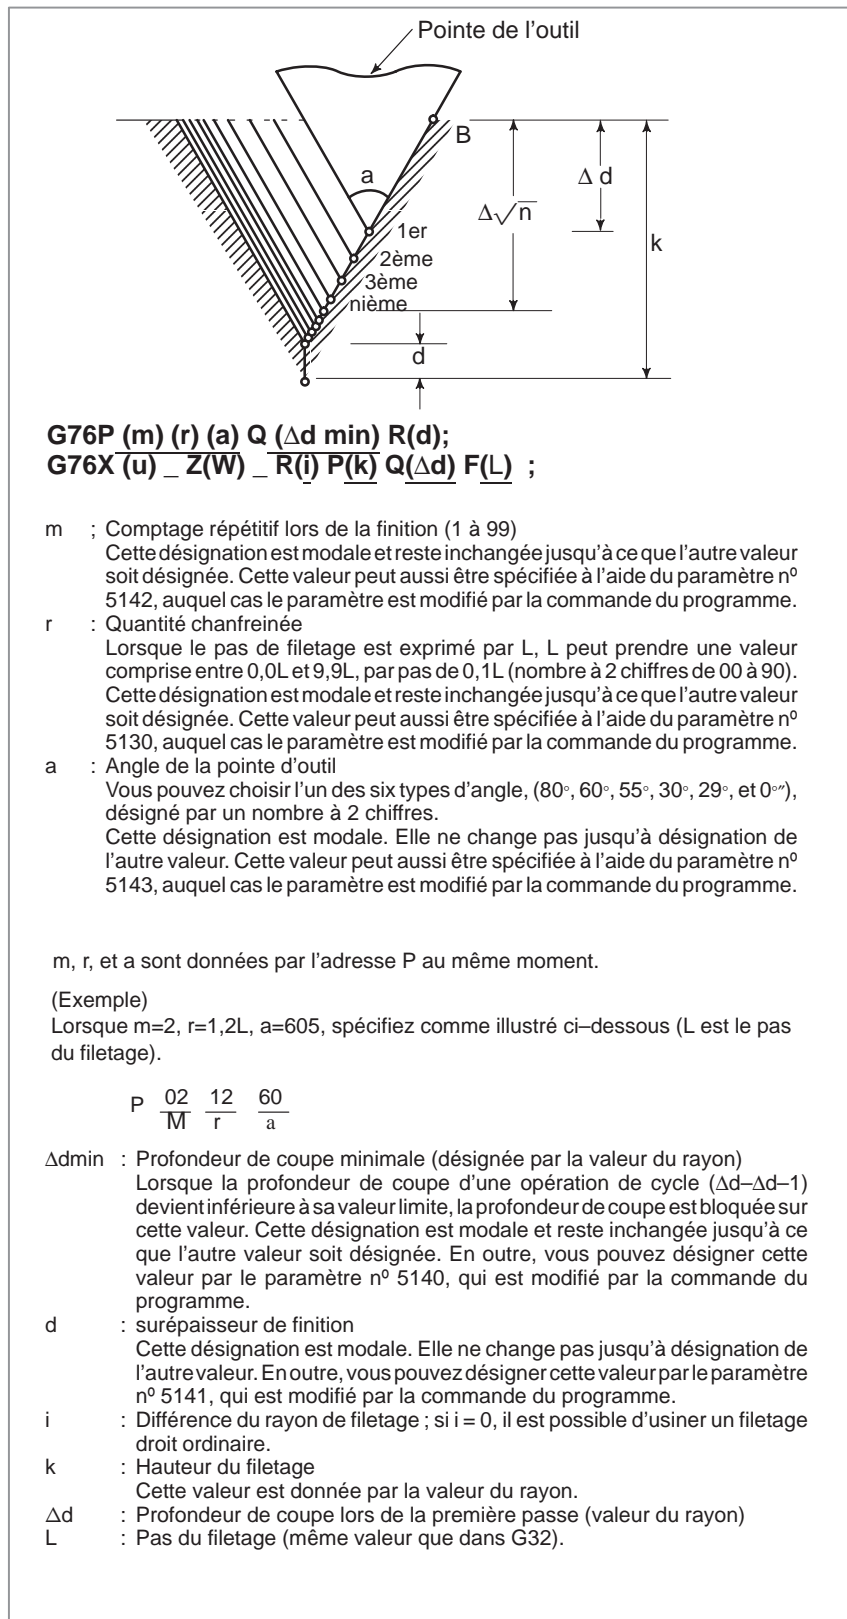 Pointe de l’outil
B
a
Δ d
Δ√n
k
1er
2ème
3ème
nième
d
G76P (m) (r) (a) Q (Δd min) R(d);
G76X (u) _ Z(W) _ R(i) P(k) Q(Δd) F(L) ;
m ; Comptage répétitif lors de la finition (1 à 99)
Cette désignation est modale et reste inchangée jusqu’à ce que l’autre valeur
soit désignée. Cette valeur peut aussi être spécifiée à l’aide du paramètre nº
5142, auquel cas le paramètre est modifié par la commande du programme.
r : Quantité chanfreinée
Lorsque le pas de filetage est exprimé par L, L peut prendre une valeur
comprise entre 0,0L et 9,9L, par pas de 0,1L (nombre à 2 chiffres de 00 à 90).
Cette désignation est modale et reste inchangée jusqu’à ce que l’autre valeur
soit désignée. Cette valeur peut aussi être spécifiée à l’aide du paramètre nº
5130, auquel cas le paramètre est modifié par la commande du programme.
a : Angle de la pointe d’outil
Vous pouvez choisir l’un des six types d’angle, (80°, 60°, 55°, 30°, 29°, et 0°″),
désigné par un nombre à 2 chiffres.
Cette désignation est modale. Elle ne change pas jusqu’à désignation de
l’autre valeur. Cette valeur peut aussi être spécifiée à l’aide du paramètre nº
5143, auquel cas le paramètre est modifié par la commande du programme.
m, r, et a sont données par l’adresse P au même moment.
(Exemple)
Lorsque m=2, r=1,2L, a=605, spécifiez comme illustré ci–dessous (L est le pas
du filetage).
P 02 12 60
M r a
Δdmin : Profondeur de coupe minimale (désignée par la valeur du rayon)
Lorsque la profondeur de coupe d’une opération de cycle (Δd–Δd–1)
devient inférieure à sa valeur limite, la profondeur de coupe est bloquée sur
cette valeur. Cette désignation est modale et reste inchangée jusqu’à ce
que l’autre valeur soit désignée. En outre, vous pouvez désigner cette
valeur par le paramètre nº 5140, qui est modifié par la commande du
programme.
d : surépaisseur de finition
Cette désignation est modale. Elle ne change pas jusqu’à désignation de
l’autre valeur. En outre, vous pouvez désigner cette valeur par le paramètre
nº 5141, qui est modifié par la commande du programme.
i : Différence du rayon de filetage ; si i = 0, il est possible d’usiner un filetage
droit ordinaire.
k : Hauteur du filetage
Cette valeur est donnée par la valeur du rayon.
Δd : Profondeur de coupe lors de la première passe (valeur du rayon)
L : Pas du filetage (même valeur que dans G32).